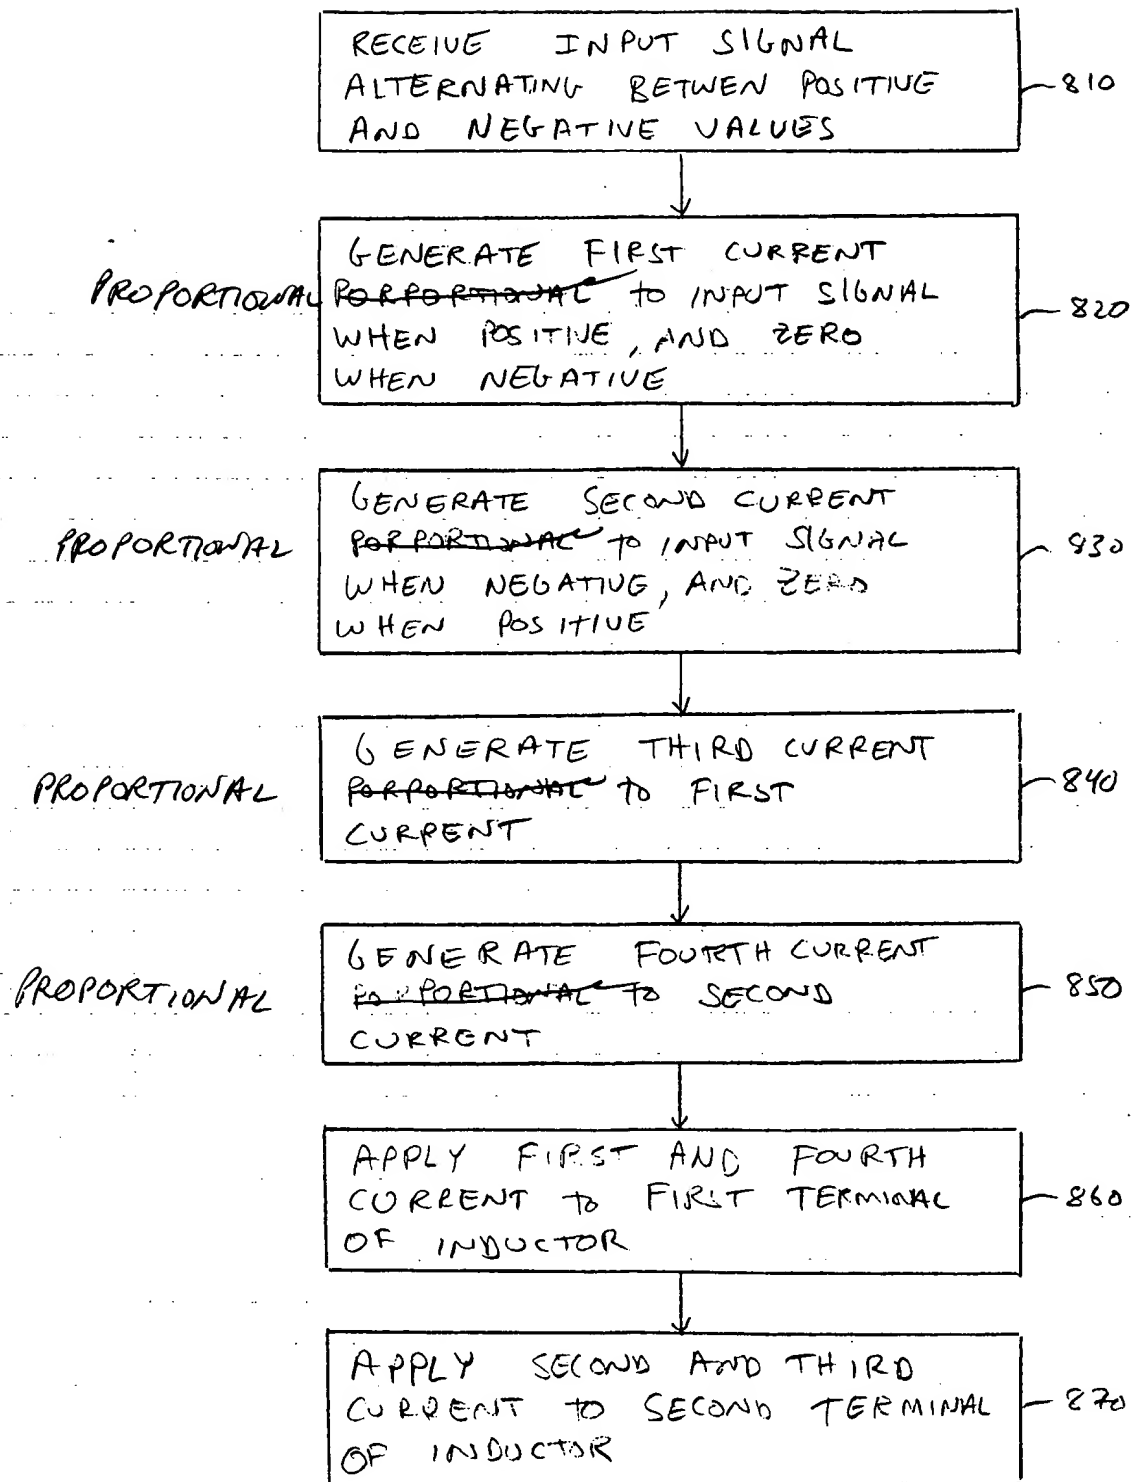 RECEIVE INPUT SIGNAL
ALTERNATING BETWEN POSITIVE
AND NEGATIVE VALUES
810
GENERATE FIRST CURRENT
PROPORTIONAL PORPORTIONAL TO INPUT SIGNAL
WHEN POSITIVE, AND ZERO
WHEN NEGATIVE
820
GENERATE SECOND CURRENT
PROPORTIONAL PORPORTIONAL TO INPUT SIGNAL
WHEN NEGATIVE, AND ZERO
WHEN POSITIVE
830
GENERATE THIRD CURRENT
PROPORTIONAL PORPORTIONAL TO FIRST
CURRENT
840
GENERATE FOURTH CURRENT
PROPORTIONAL PORPORTIONAL TO SECOND
CURRENT
850
APPLY FIRST AND FOURTH
CURRENT TO FIRST TERMINAL
OF INDUCTOR
860
APPLY SECOND AND THIRD
CURRENT TO SECOND TERMINAL
OF INDUCTOR
870